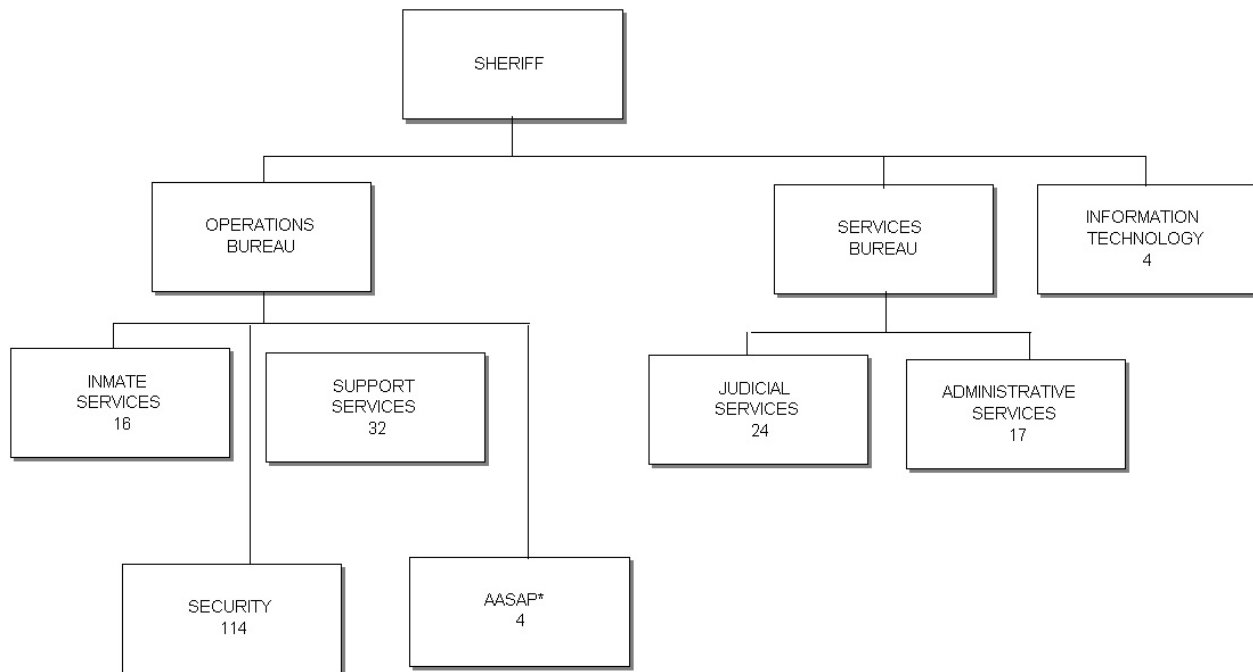 SHERIFF
OPERATIONS
BUREAU
SERVICES
BUREAU
INFORMATION
TECHNOLOGY
4
INMATE
SERVICES
16
SUPPORT
SERVICES
32
JUDICIAL
SERVICES
24
ADMINISTRATIVE
SERVICES
17
SECURITY
114
AASAP*
4